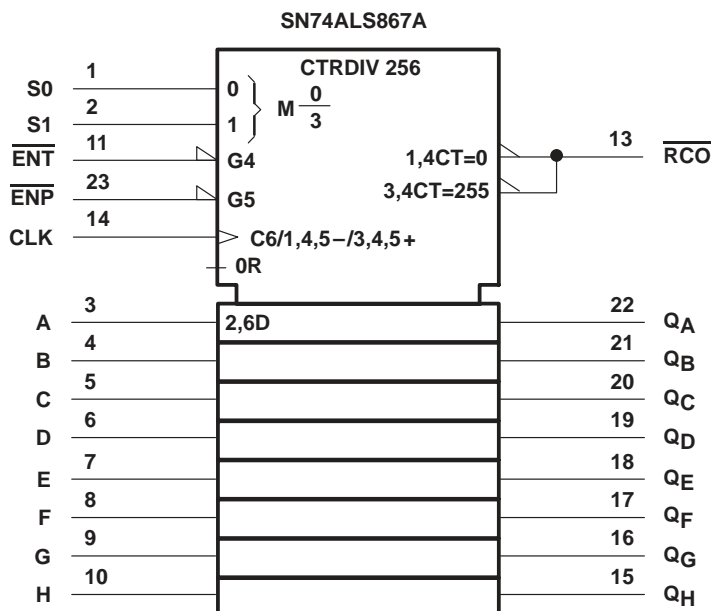 SN74ALS867A
CTRDIV 256
S0 1 0
M 0/3
S1 2 1
ENT 11 G4
1,4CT=0 13 RCO
ENP 23 G5
3,4CT=255
CLK 14 C6/1,4,5−/3,4,5+
0R
A 3 2,6D 22 QA
B 4 21 QB
C 5 20 QC
D 6 19 QD
E 7 18 QE
F 8 17 QF
G 9 16 QG
H 10 15 QH